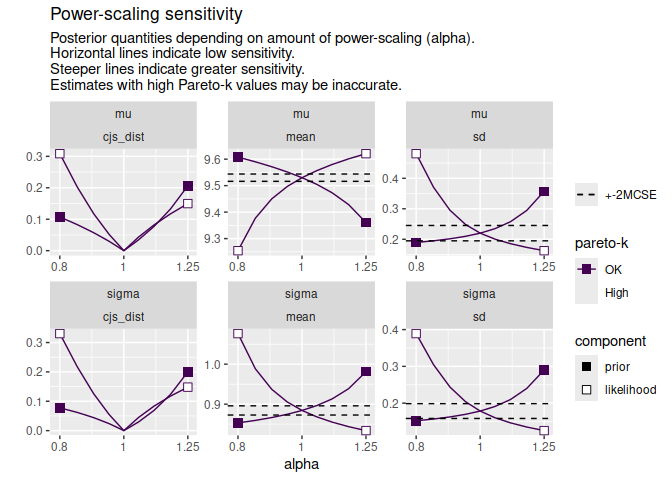 Power-scaling sensitivity
Posterior quantities depending on amount of power-scaling (alpha).
Horizontal lines indicate low sensitivity.
Steeper lines indicate greater sensitivity.
Estimates with high Pareto-k values may be inaccurate.
mu
cjs_dist
mu
mean
mu
sd
0.3
0.2
0.1
0.0
0.8
1
1.25
9.6
9.5
9.4
9.3
0.8
1
1.25
0.4
0.3
0.2
0.8
1
1.25
sigma
cjs_dist
sigma
mean
sigma
sd
0.3
0.2
0.1
0.0
0.8
1
1.25
1.0
0.9
0.8
1
1.25
0.4
0.3
0.2
0.8
1
1.25
alpha
+-2MCSE
pareto-k
OK
High
component
prior
likelihood